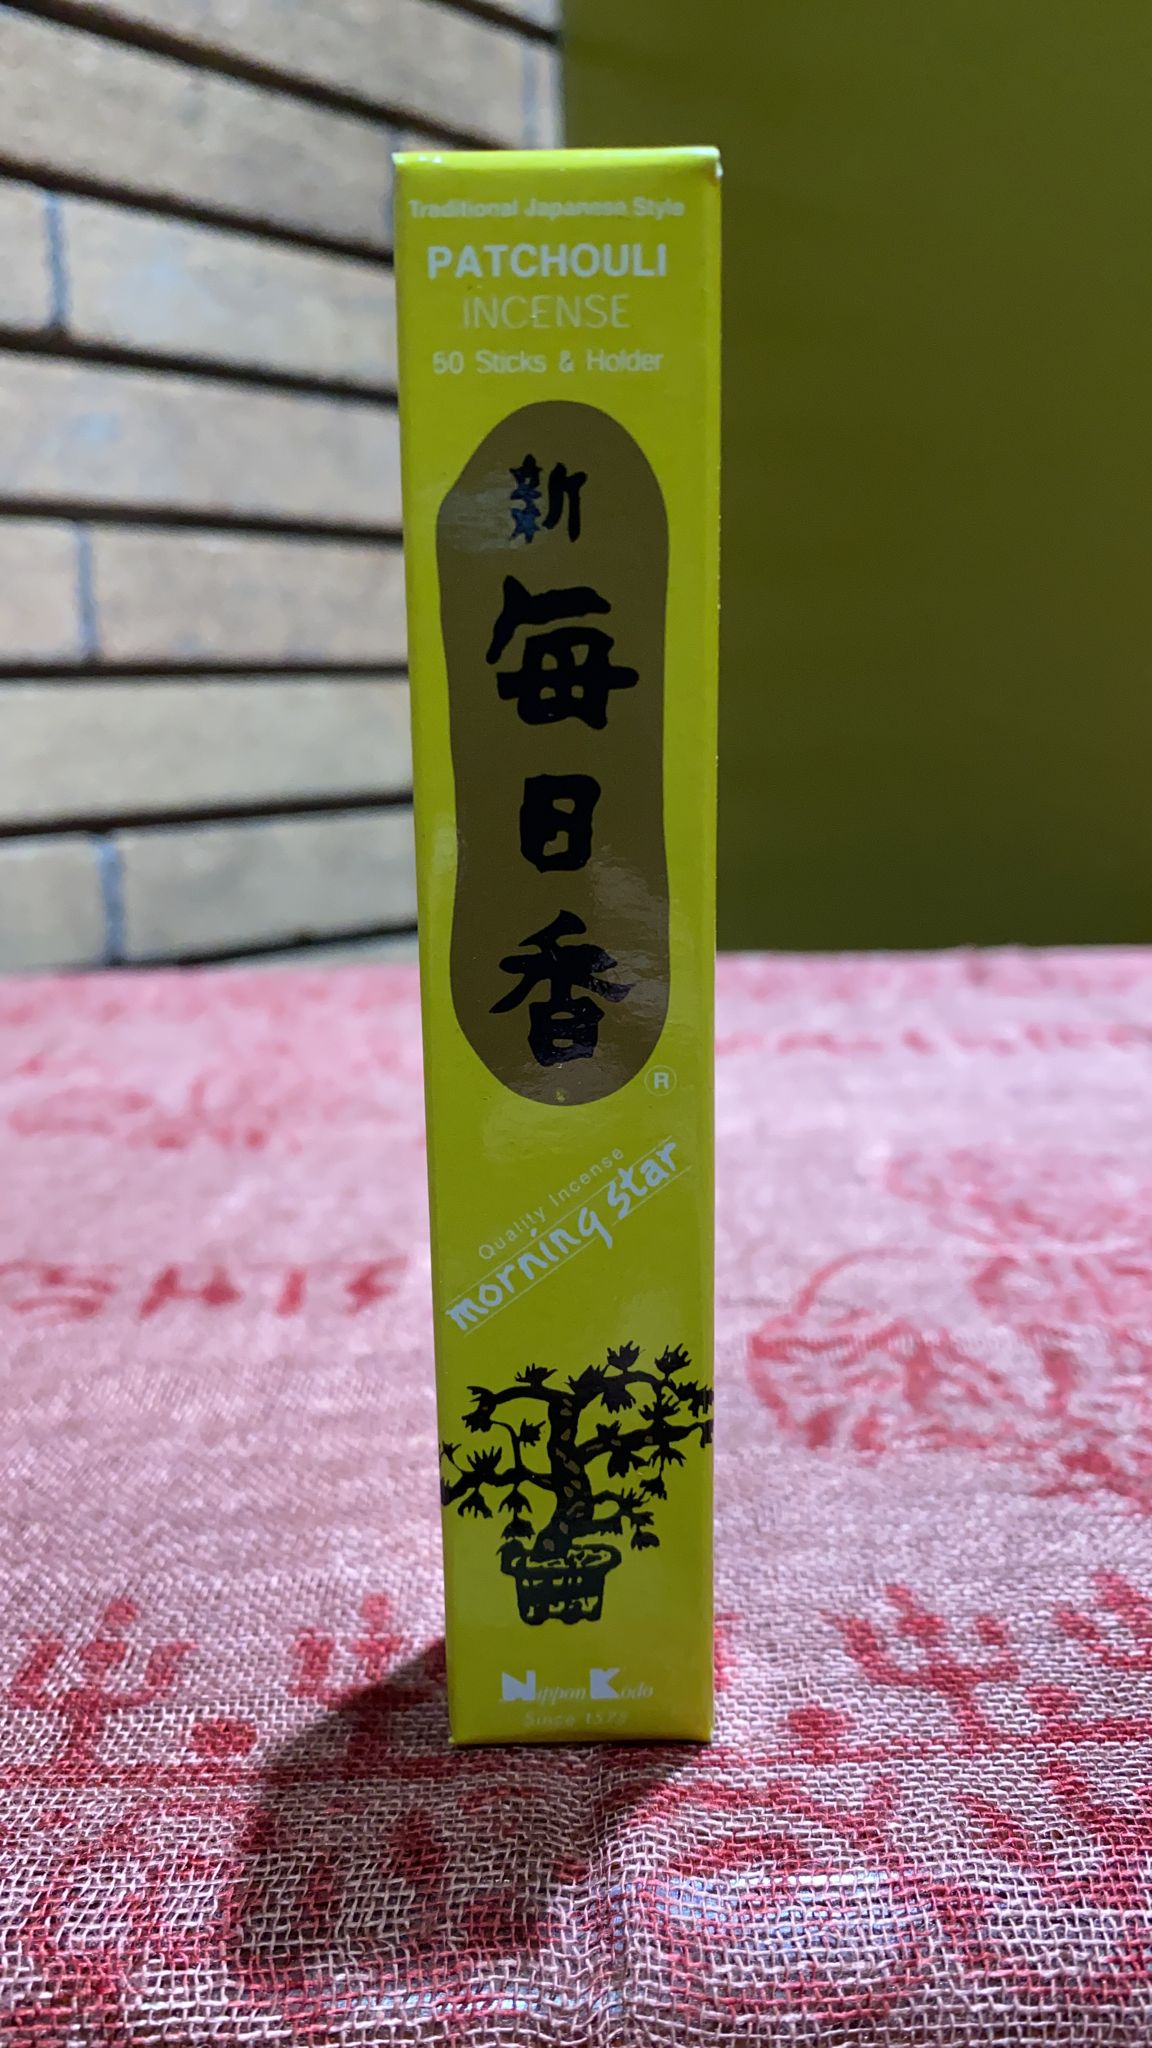 Traditional Japanese Style
PATCHOULI
INCENSE
50 Sticks & Holder
新
毎
日
香
®
Quality Incense
morning star
Nippon Kodo
Since 1575